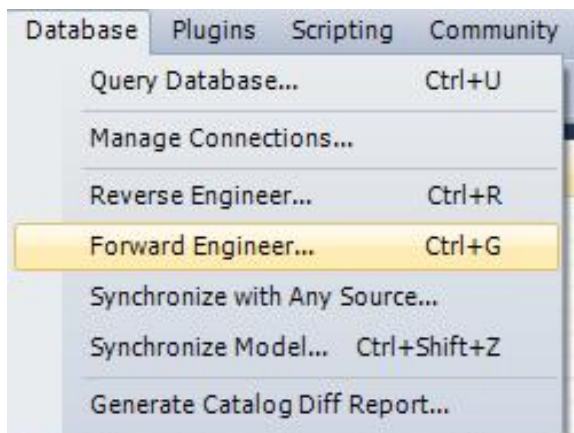 Database Plugins Scripting Community
Query Database... Ctrl+U
Manage Connections...
Reverse Engineer... Ctrl+R
Forward Engineer... Ctrl+G
Synchronize with Any Source...
Synchronize Model... Ctrl+Shift+Z
Generate Catalog Diff Report...